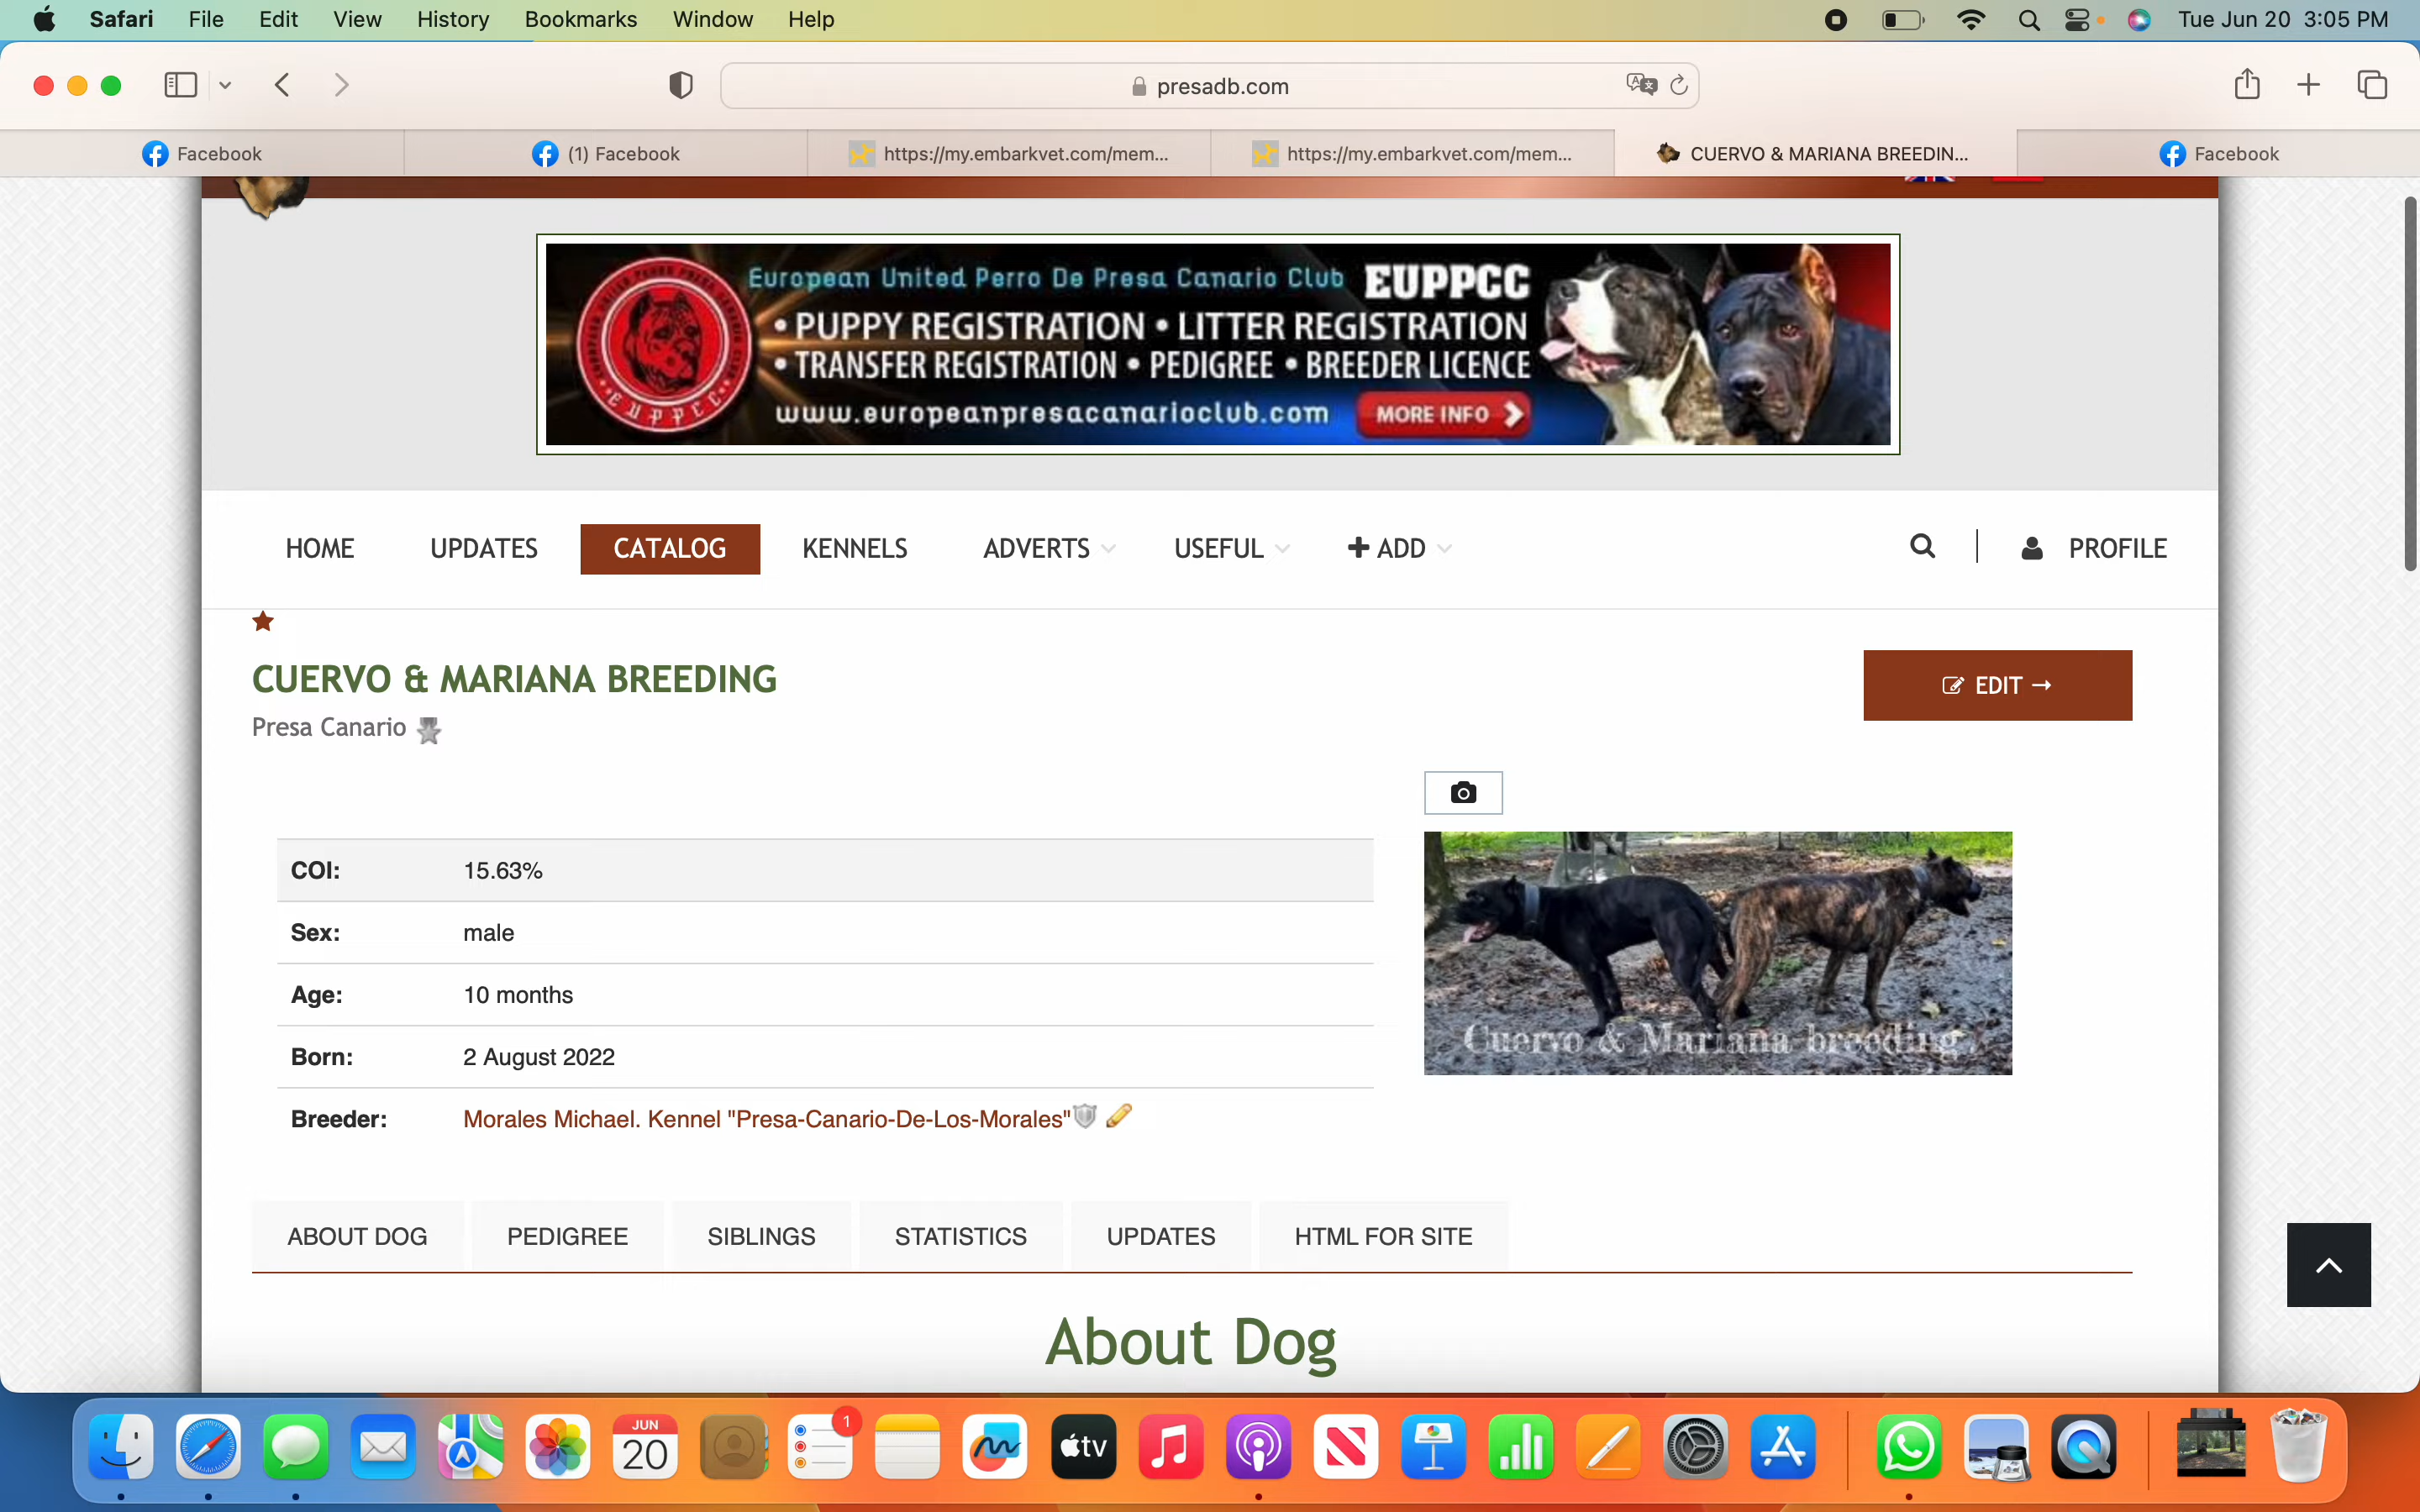 Safari File Edit View History Bookmarks Window Help Tue Jun 20 3:05 PM
presadb.com
Facebook (1) Facebook https://my.embarkvet.com/mem... https://my.embarkvet.com/mem... CUERVO & MARIANA BREEDIN... Facebook
European United Perro De Presa Canario Club EUPPCC
• PUPPY REGISTRATION • LITTER REGISTRATION
• TRANSFER REGISTRATION • PEDIGREE • BREEDER LICENCE
www.europeanpresacanarioclub.com MORE INFO
EUPPCC
HOME UPDATES CATALOG KENNELS ADVERTS USEFUL + ADD PROFILE
CUERVO & MARIANA BREEDING
EDIT →
Presa Canario
COI: 15.63%
Sex: male
Age: 10 months
Born: 2 August 2022
Breeder: Morales Michael. Kennel "Presa-Canario-De-Los-Morales"
Cuervo & Mariana breeding
ABOUT DOG PEDIGREE SIBLINGS STATISTICS UPDATES HTML FOR SITE
About Dog
JUN
20
1
tv